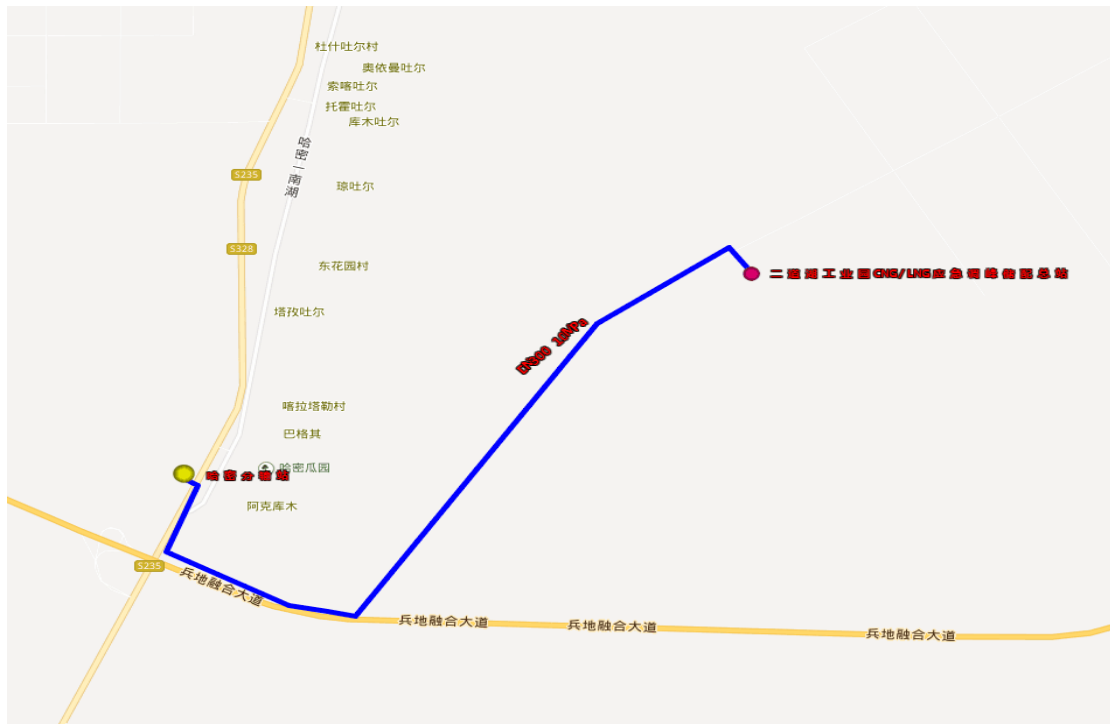 杜什吐尔村
奥依曼吐尔
索喀吐尔
托霍吐尔
库木吐尔
哈密—南湖
S235
琼吐尔
S328
东花园村
二道湖工业园CNG/LNG应急调峰储配总站
塔孜吐尔
喀拉塔勒村
巴格其
哈密瓜园
哈密分输站
阿克库木
S235
兵地融合大道
兵地融合大道
兵地融合大道
兵地融合大道